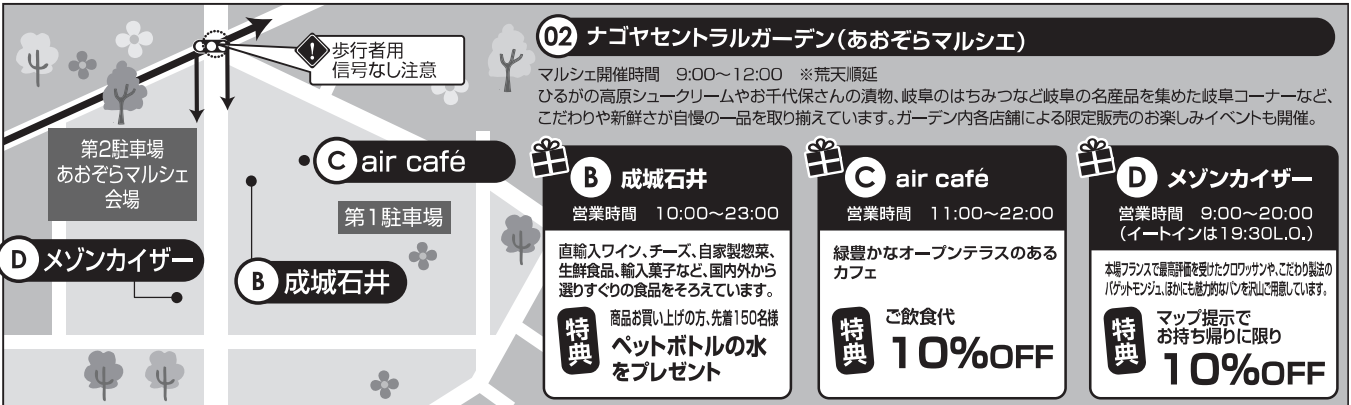 歩行者用
信号なし注意
第2駐車場
あおぞらマルシェ
会場
C air café
第1駐車場
D メゾンカイザー
B 成城石井
02 ナゴヤセントラルガーデン(あおぞらマルシェ)
マルシェ開催時間 9:00〜12:00 ※荒天順延
ひるがの高原シュークリームやお千代保さんの漬物、岐阜のはちみつなど岐阜の名産品を集めた岐阜コーナーなど、
こだわりや新鮮さが自慢の一品を取り揃えています。ガーデン内各店舗による限定販売のお楽しみイベントも開催。
B 成城石井
営業時間 10:00〜23:00
直輸入ワイン、チーズ、自家製惣菜、
生鮮食品、輸入菓子など、国内外から
選りすぐりの食品をそろえています。
特典
商品お買い上げの方、先着150名様
ペットボトルの水
をプレゼント
C air café
営業時間 11:00〜22:00
緑豊かなオープンテラスのある
カフェ
特典
ご飲食代
10%OFF
D メゾンカイザー
営業時間 9:00〜20:00
(イートインは19:30L.O.)
本場フランスで最高評価を受けたクロワッサンや、こだわり製法の
バゲットモンジュ、ほかにも魅力的なパンを沢山ご用意しています。
特典
マップ提示で
お持ち帰りに限り
10%OFF